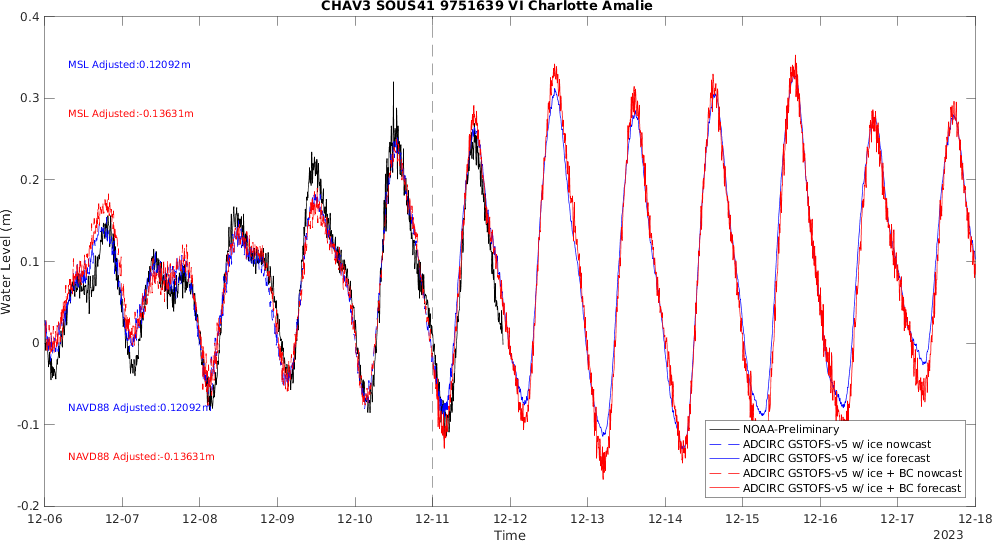 CHAV3 SOUS41 9751639 VI Charlotte Amalie
0.4
0.3
0.2
0.1
0
-0.1
-0.2
Water Level (m)
MSL Adjusted:0.12092m
MSL Adjusted:-0.13631m
NAVD88 Adjusted:0.12092m
NAVD88 Adjusted:-0.13631m
NOAA-Preliminary
ADCIRC GSTOFS-v5 w/ ice nowcast
ADCIRC GSTOFS-v5 w/ ice forecast
ADCIRC GSTOFS-v5 w/ ice + BC nowcast
ADCIRC GSTOFS-v5 w/ ice + BC forecast
12-06 12-07 12-08 12-09 12-10 12-11 12-12 12-13 12-14 12-15 12-16 12-17 12-18
Time
2023